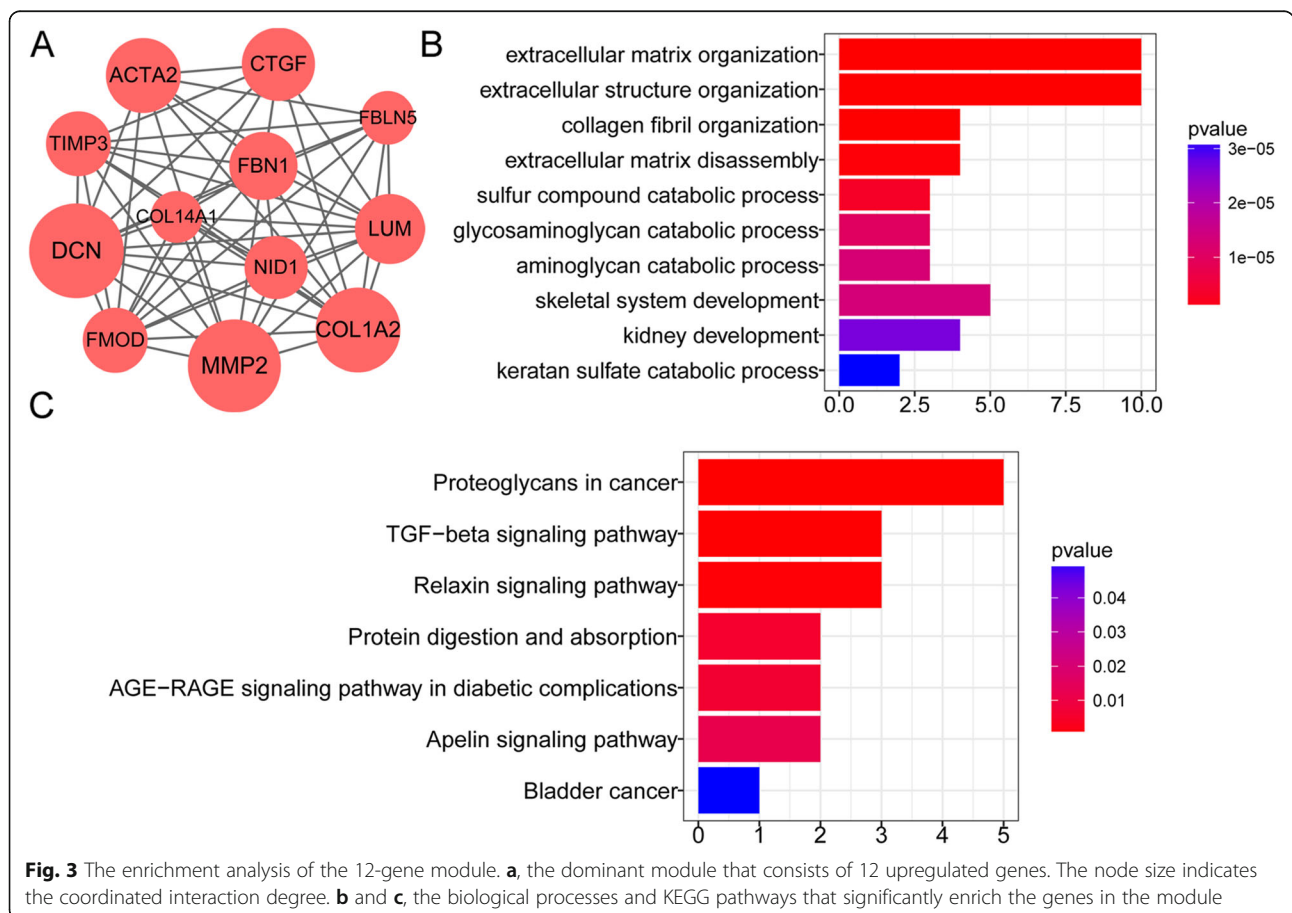 A
ACTA2
CTGF
FBLN5
TIMP3
FBN1
COL14A1
DCN
LUM
NID1
FMOD
COL1A2
MMP2
B
extracellular matrix organization
extracellular structure organization
collagen fibril organization
extracellular matrix disassembly
sulfur compound catabolic process
glycosaminoglycan catabolic process
aminoglycan catabolic process
skeletal system development
kidney development
keratan sulfate catabolic process
0.0 2.5 5.0 7.5 10.0
pvalue
3e−05
2e−05
1e−05
C
Proteoglycans in cancer
TGF−beta signaling pathway
Relaxin signaling pathway
Protein digestion and absorption
AGE−RAGE signaling pathway in diabetic complications
Apelin signaling pathway
Bladder cancer
0 1 2 3 4 5
pvalue
0.04
0.03
0.02
0.01
Fig. 3 The enrichment analysis of the 12-gene module. a, the dominant module that consists of 12 upregulated genes. The node size indicates
the coordinated interaction degree. b and c, the biological processes and KEGG pathways that significantly enrich the genes in the module